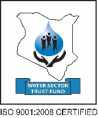 WATER SECTOR
TRUST FUND
ISO 9001:2008 CERTIFIED